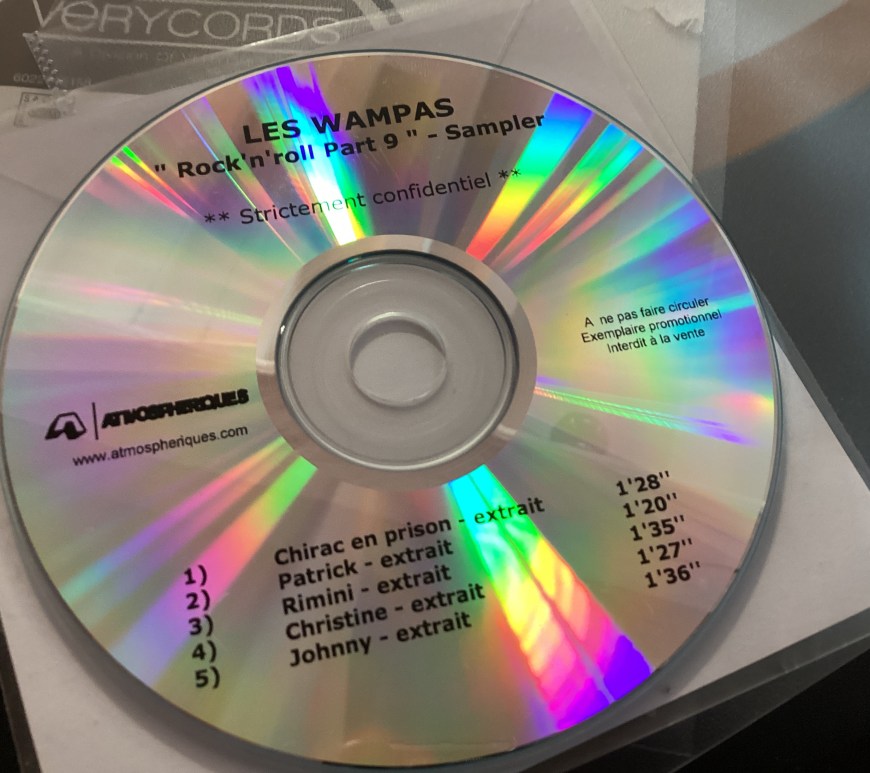 VERYCORDS
LES WAMPAS
" Rock'n'roll Part 9 " - Sampler
** Strictement confidentiel **
A ne pas faire circuler
Exemplaire promotionnel
Interdit à la vente
ATMOSPHERIQUES
www.atmospheriques.com
1) Chirac en prison - extrait 1'28''
2) Patrick - extrait 1'20''
3) Rimini - extrait 1'35''
4) Christine - extrait 1'27''
5) Johnny - extrait 1'36''